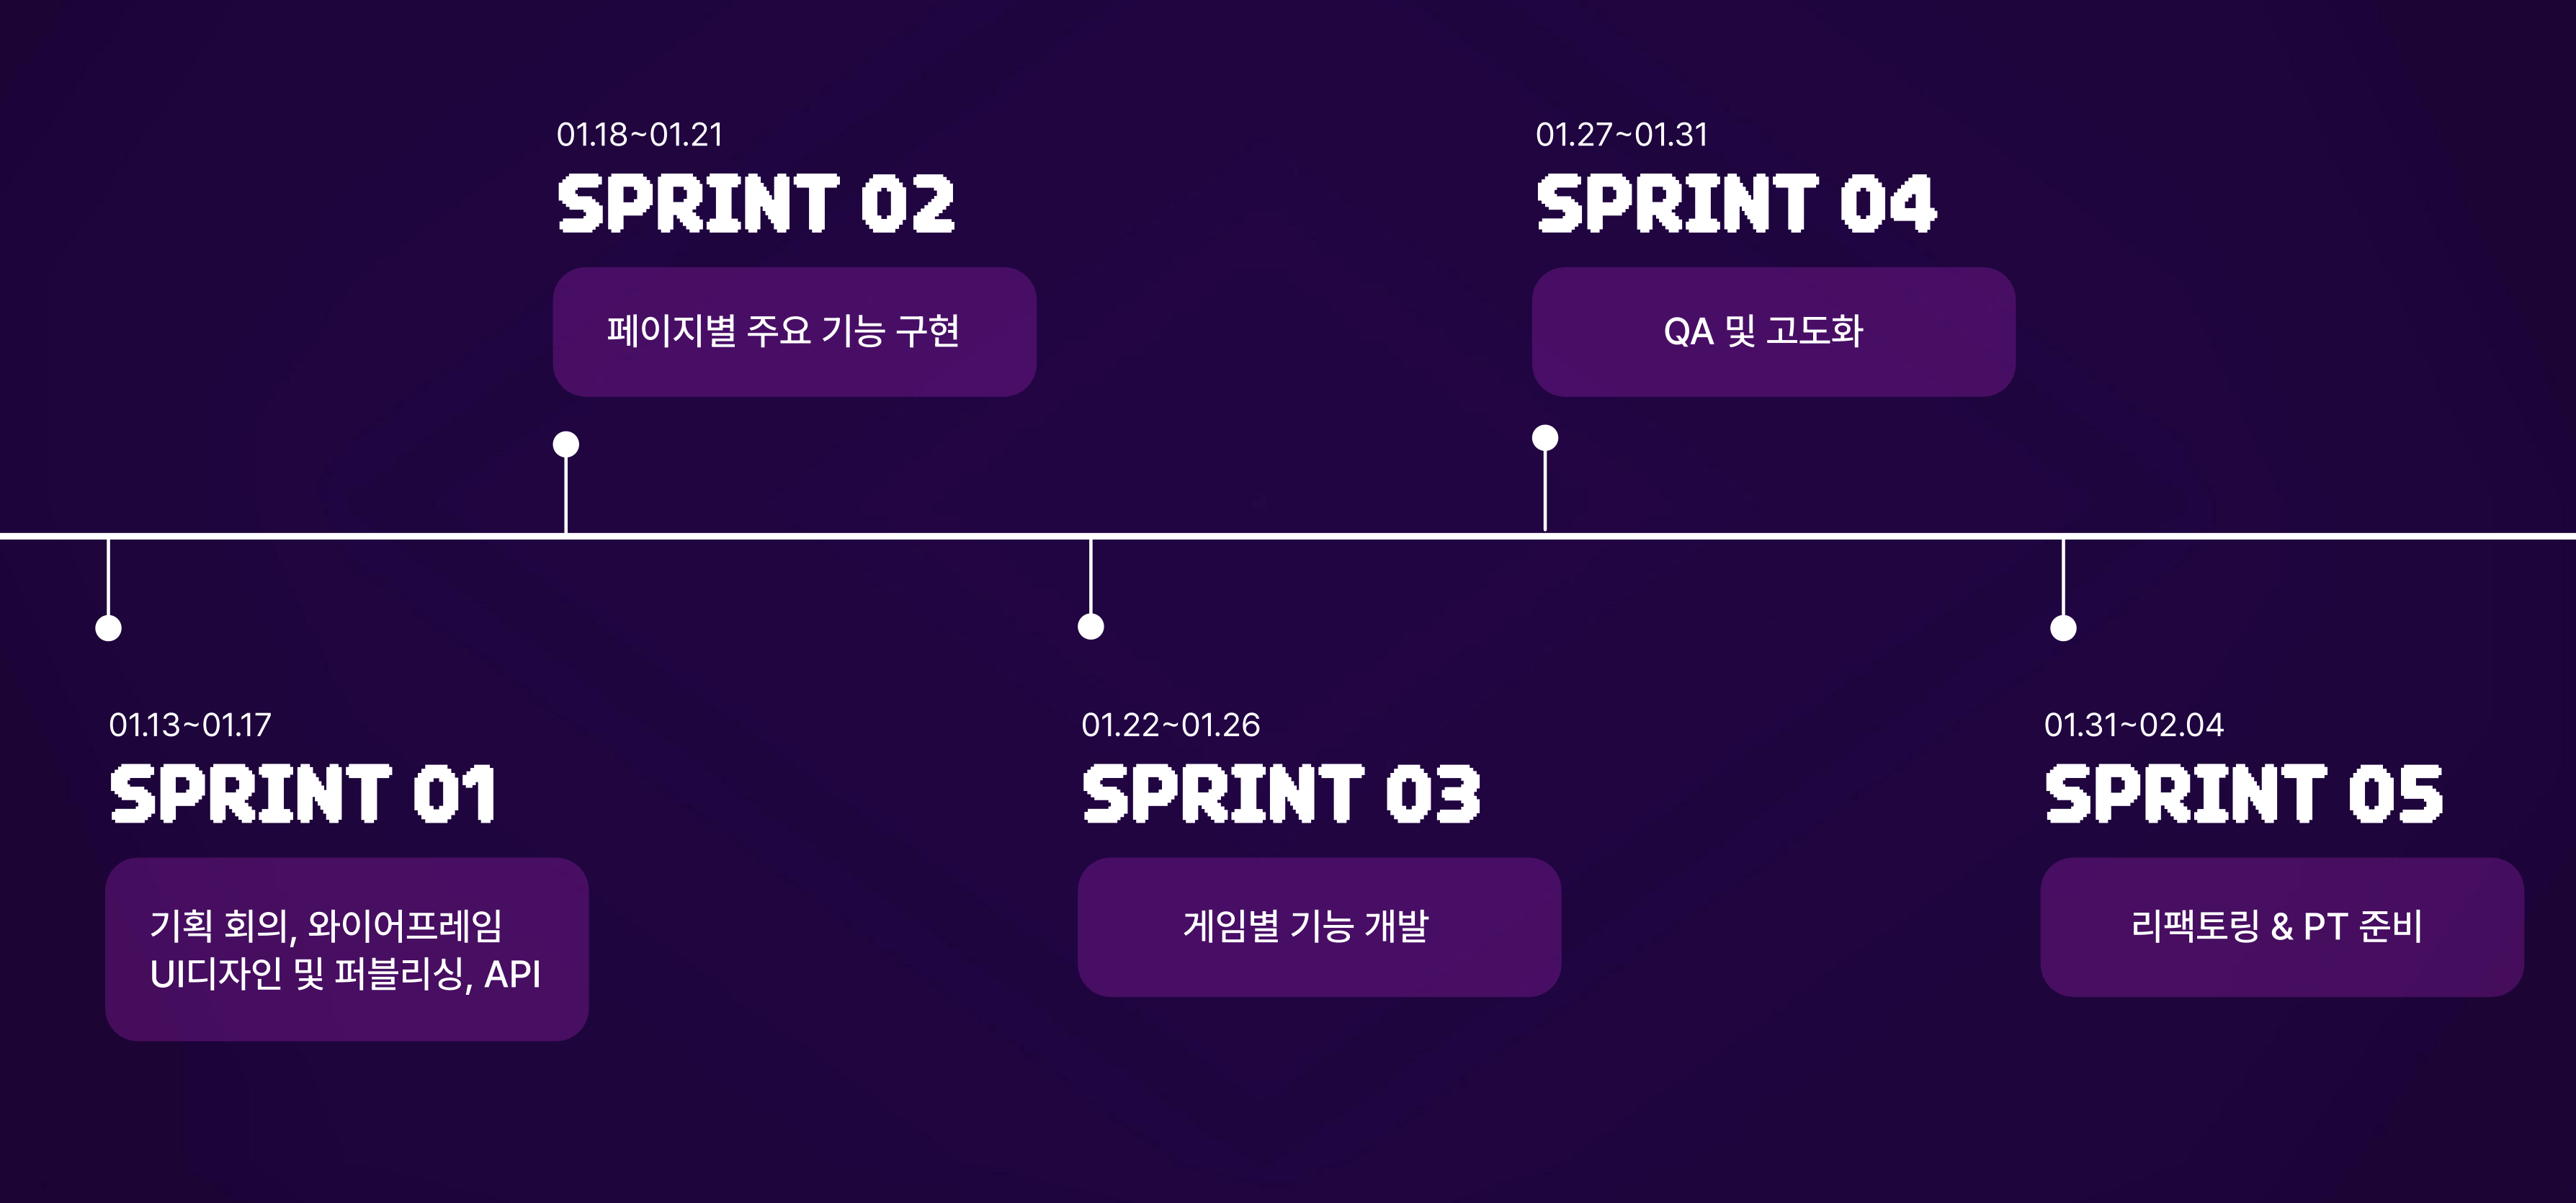 01.18~01.21
SPRINT 02
페이지별 주요 기능 구현
01.27~01.31
SPRINT 04
QA 및 고도화
01.13~01.17
SPRINT 01
기획 회의, 와이어프레임
UI디자인 및 퍼블리싱, API
01.22~01.26
SPRINT 03
게임별 기능 개발
01.31~02.04
SPRINT 05
리팩토링 & PT 준비